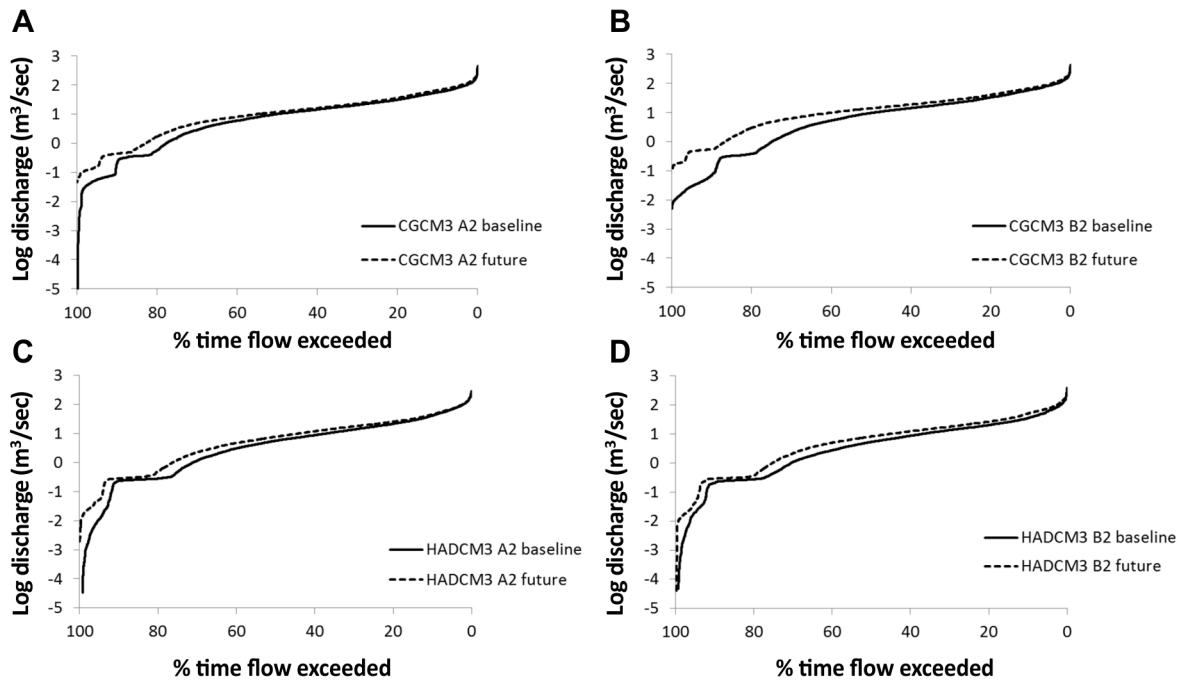 A
3
2
1
0
-1
-2
-3
-4
-5
Log discharge (m³/sec)
CGCM3 A2 baseline
CGCM3 A2 future
100 80 60 40 20 0
% time flow exceeded
B
3
2
1
0
-1
-2
-3
-4
-5
Log discharge (m³/sec)
CGCM3 B2 baseline
CGCM3 B2 future
100 80 60 40 20 0
% time flow exceeded
C
3
2
1
0
-1
-2
-3
-4
-5
Log discharge (m³/sec)
HADCM3 A2 baseline
HADCM3 A2 future
100 80 60 40 20 0
% time flow exceeded
D
3
2
1
0
-1
-2
-3
-4
-5
Log discharge (m³/sec)
HADCM3 B2 baseline
HADCM3 B2 future
100 80 60 40 20 0
% time flow exceeded